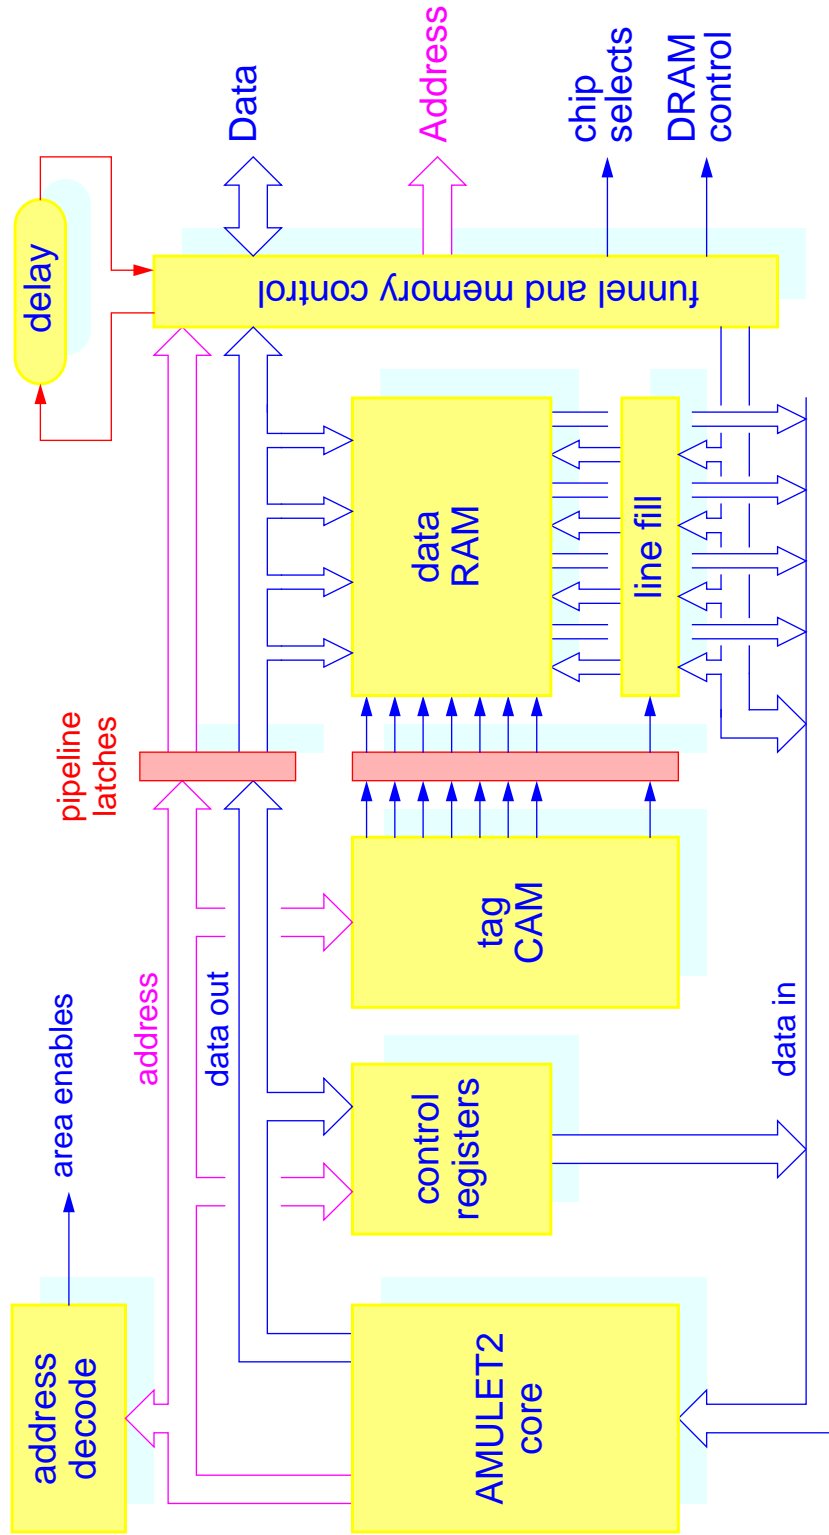 address
decode
area enables
pipeline
latches
delay
address
data out
Data
Address
chip
selects
DRAM
control
funnel and memory control
AMULET2
core
control
registers
tag
CAM
data
RAM
line fill
data in